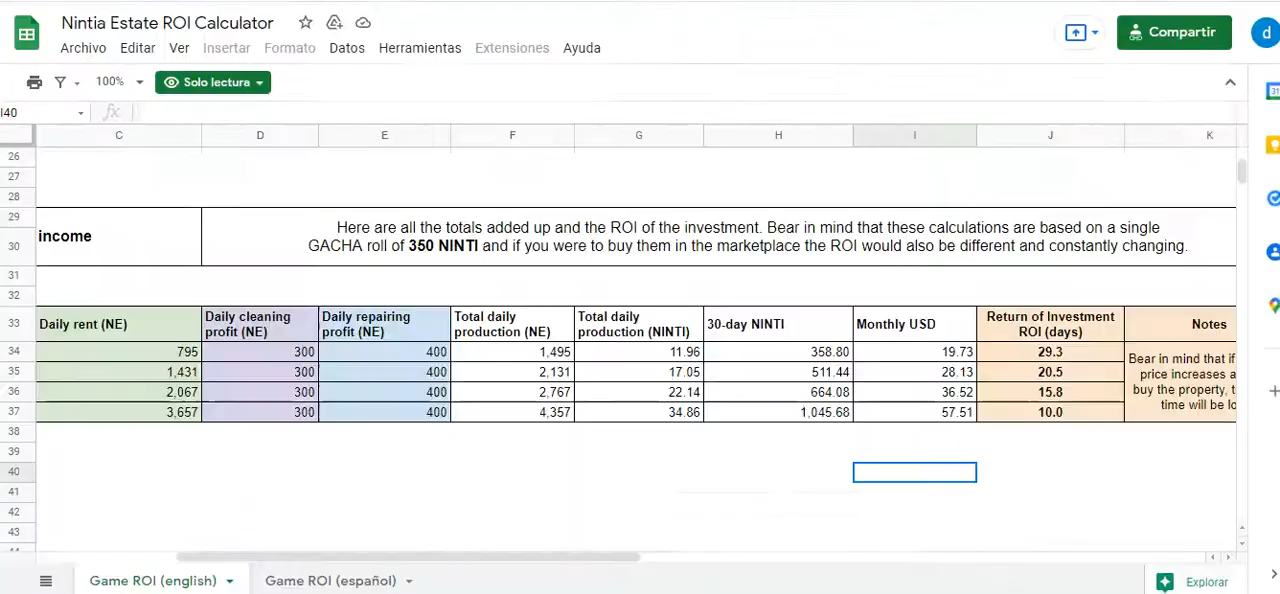 Nintia Estate ROI Calculator
Archivo Editar Ver Insertar Formato Datos Herramientas Extensiones Ayuda
Compartir
d
100% Solo lectura
I40 fx
C D E F G H I J K
26
27
28
29 Here are all the totals added up and the ROI of the investment. Bear in mind that these calculations are based on a single
income
30 GACHA roll of 350 NINTI and if you were to buy them in the marketplace the ROI would also be different and constantly changing.
31
32
33 Daily rent (NE) Daily cleaning profit (NE) Daily repairing profit (NE) Total daily production (NE) Total daily production (NINTI) 30-day NINTI Monthly USD Return of Investment ROI (days) Notes
34 795 300 400 1,495 11.96 358.80 19.73 29.3
35 1,431 300 400 2,131 17.05 511.44 28.13 20.5
36 2,067 300 400 2,767 22.14 664.08 36.52 15.8
37 3,657 300 400 4,357 34.86 1,045.68 57.51 10.0
Bear in mind that if
price increases a
buy the property, t
time will be lo
38
39
40
41
42
43
Game ROI (english) Game ROI (español)
Explorar